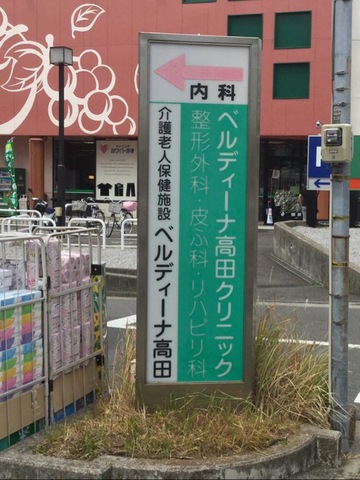 内科
ベルディーナ高田クリニック
整形外科・皮ふ科・リハビリ科
介護老人保健施設 ベルディーナ高田
P